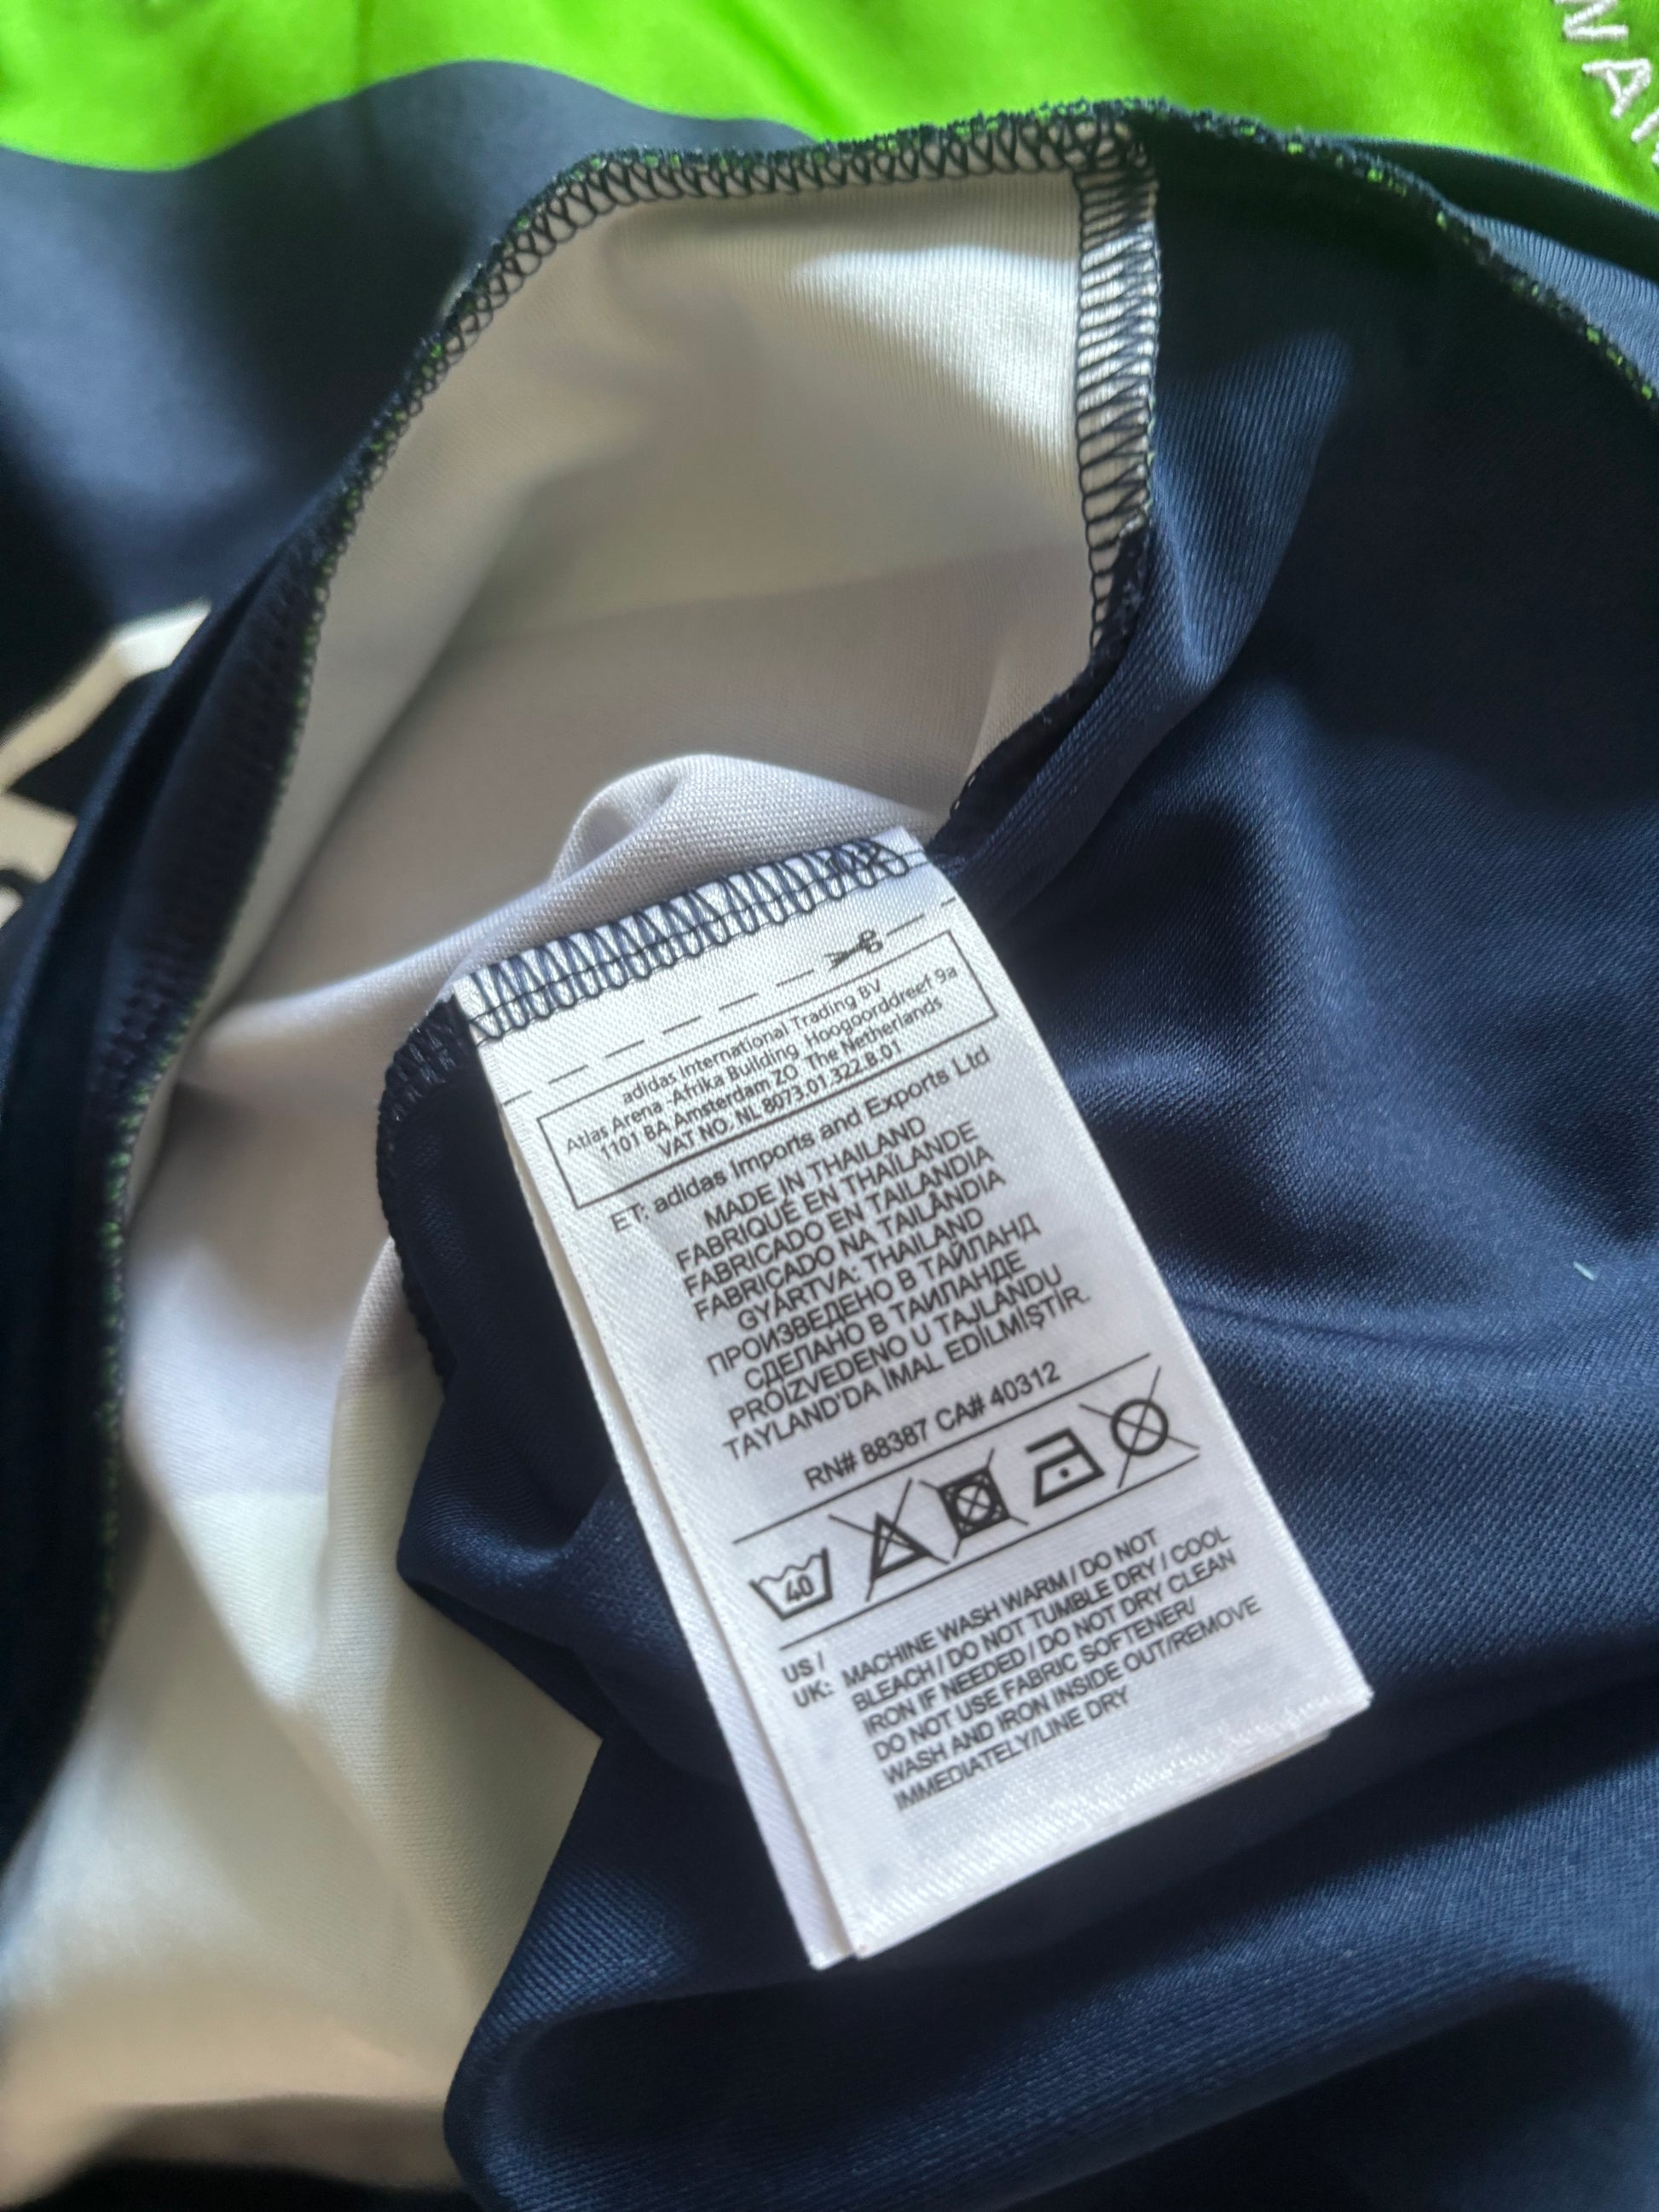 adidas International Trading BV
Atlas Arena -Afrika Building Hoogoorddreef 9a
1101 BA Amsterdam ZO The Netherlands
VAT NO. NL 8073.01.322.B.01
ET: adidas Imports and Exports Ltd
MADE IN THAILAND
FABRIQUÉ EN THAÏLANDE
FABRICADO EN TAILANDIA
FABRICADO NA TAILÂNDIA
GYÁRTVA: THAILAND
ПРОИЗВЕДЕНО В ТАЙЛАНД
СДЕЛАНО В ТАИЛАНДЕ
PROIZVEDENO U TAJLANDU
TAYLAND'DA İMAL EDİLMİŞTİR.
RN# 88387 CA# 40312
40
US / UK: MACHINE WASH WARM / DO NOT
BLEACH / DO NOT TUMBLE DRY / COOL
IRON IF NEEDED / DO NOT DRY CLEAN
DO NOT USE FABRIC SOFTENER/
WASH AND IRON INSIDE OUT/REMOVE
IMMEDIATELY/LINE DRY